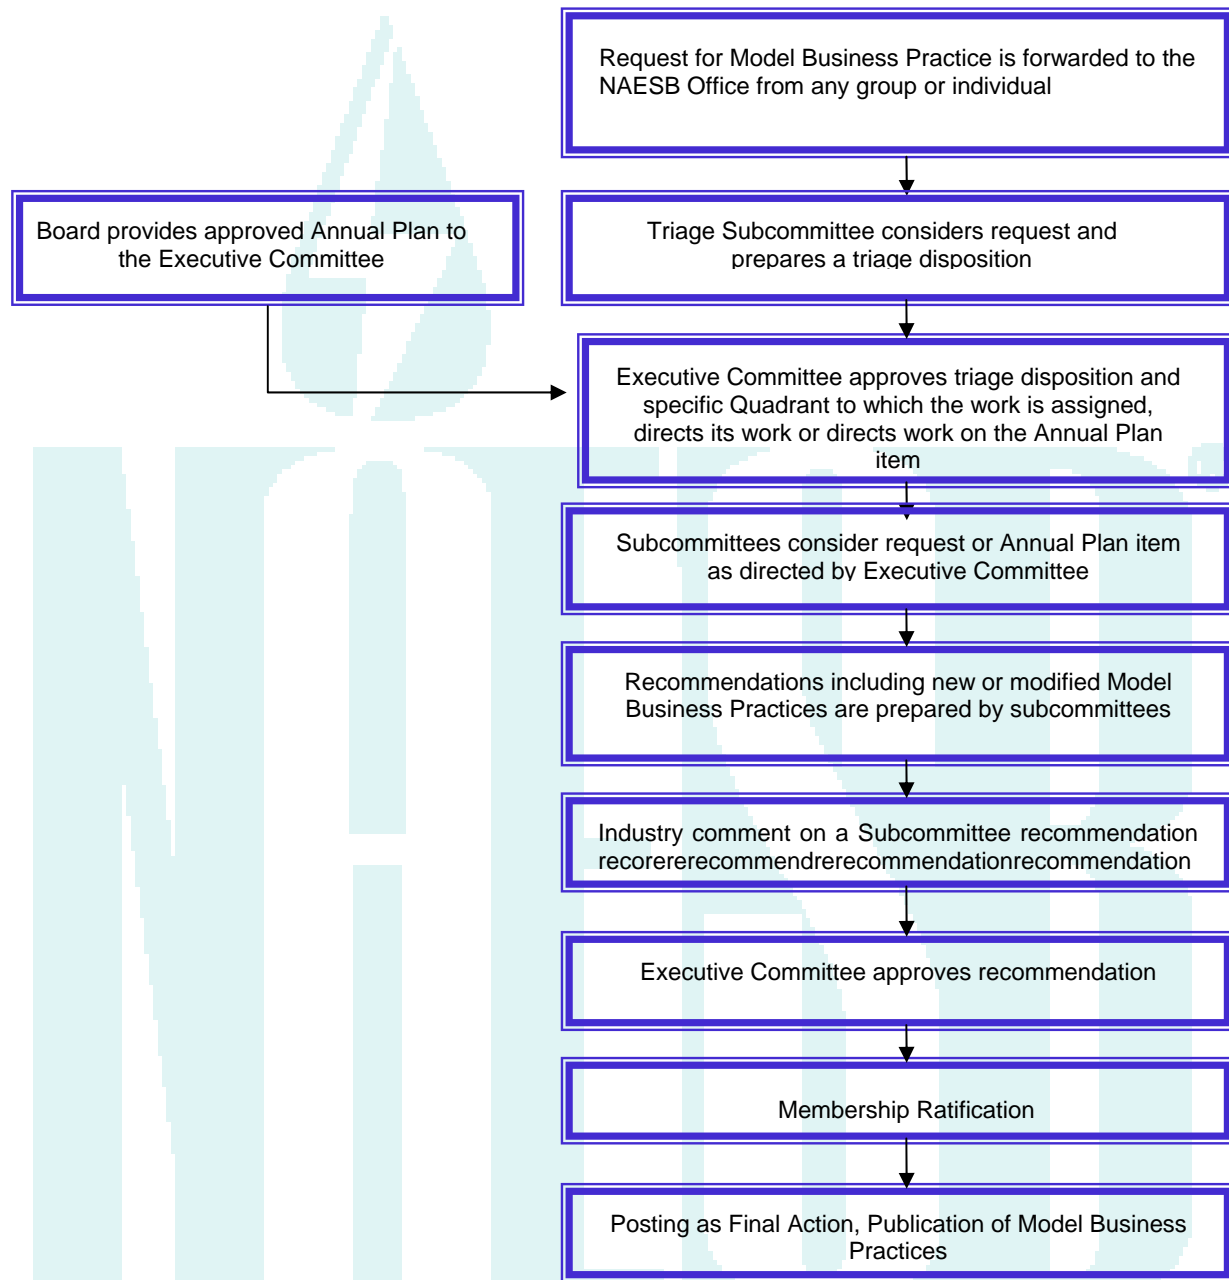 Request for Model Business Practice is forwarded to the
NAESB Office from any group or individual
Board provides approved Annual Plan to
the Executive Committee
Triage Subcommittee considers request and
prepares a triage disposition
Executive Committee approves triage disposition and
specific Quadrant to which the work is assigned,
directs its work or directs work on the Annual Plan
item
Subcommittees consider request or Annual Plan item
as directed by Executive Committee
Recommendations including new or modified Model
Business Practices are prepared by subcommittees
Industry comment on a Subcommittee recommendation
recorererecommendrerecommendationrecommendation
Executive Committee approves recommendation
Membership Ratification
Posting as Final Action, Publication of Model Business
Practices